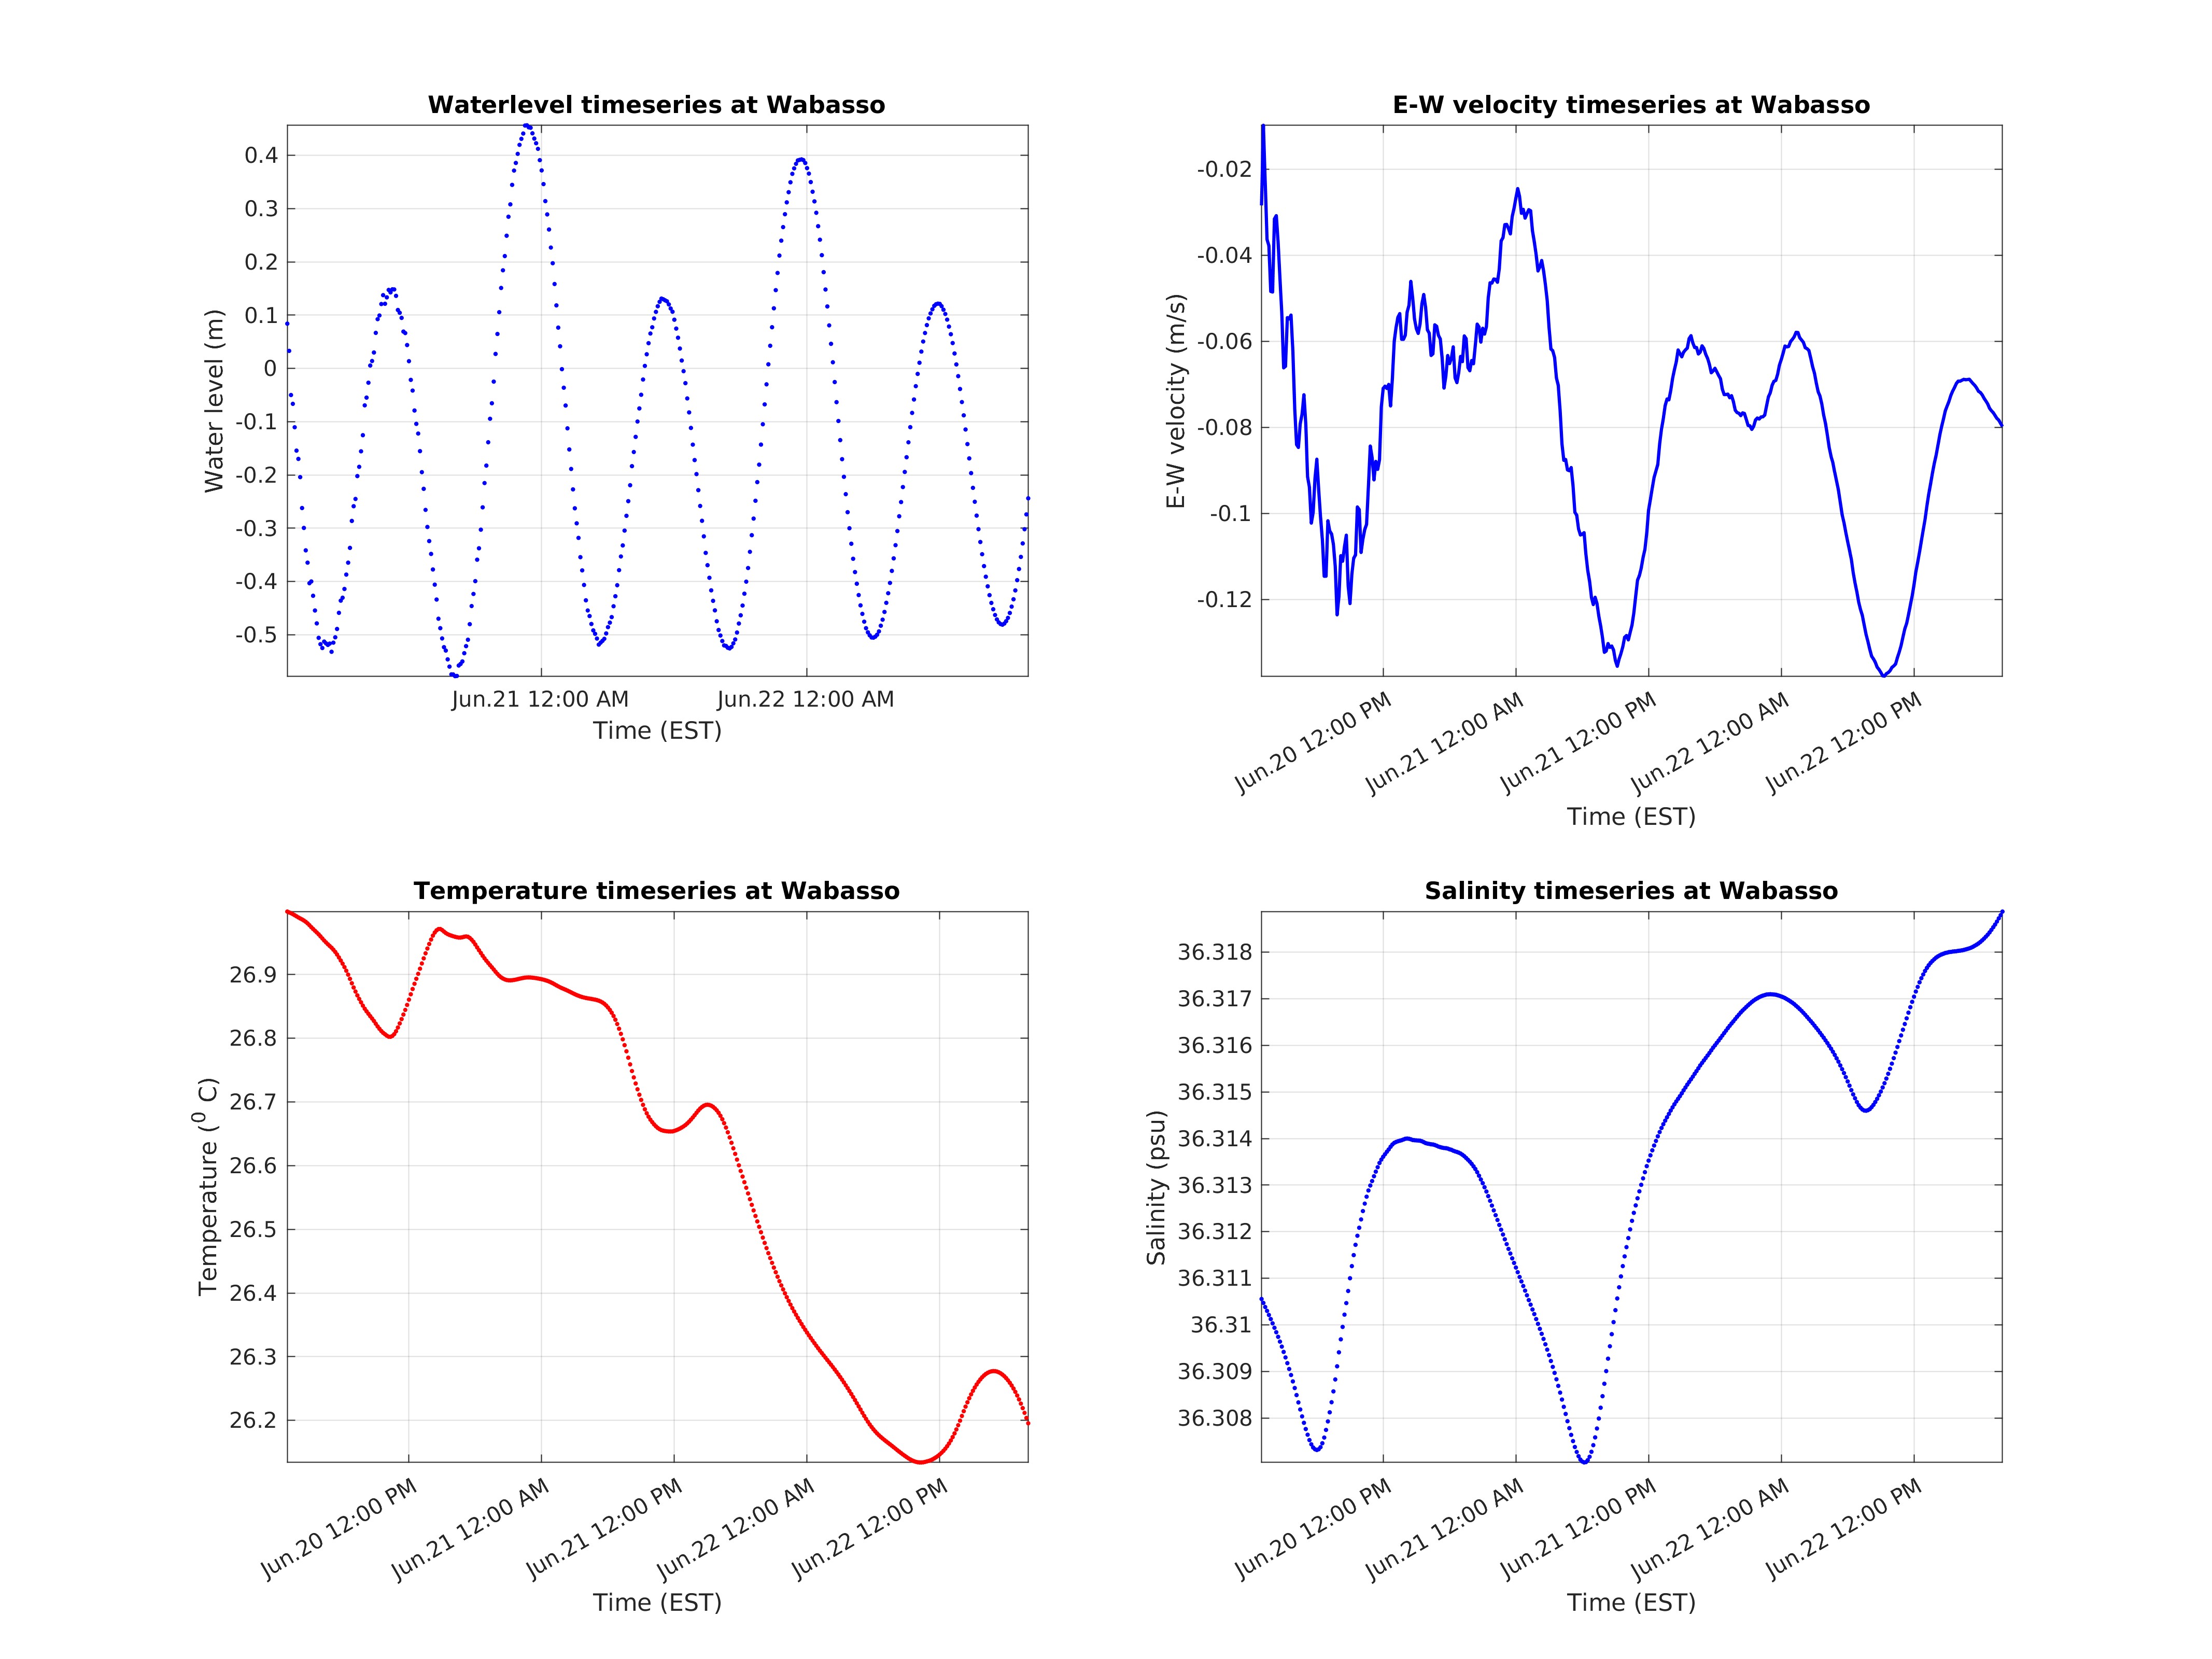 Waterlevel timeseries at Wabasso
0.4
0.3
0.2
0.1
0
-0.1
-0.2
-0.3
-0.4
-0.5
Water level (m)
Jun.21 12:00 AM
Jun.22 12:00 AM
Time (EST)
E-W velocity timeseries at Wabasso
-0.02
-0.04
-0.06
-0.08
-0.1
-0.12
E-W velocity (m/s)
Jun.20 12:00 PM
Jun.21 12:00 AM
Jun.21 12:00 PM
Jun.22 12:00 AM
Jun.22 12:00 PM
Time (EST)
Temperature timeseries at Wabasso
26.9
26.8
26.7
26.6
26.5
26.4
26.3
26.2
Temperature (⁰ C)
Jun.20 12:00 PM
Jun.21 12:00 AM
Jun.21 12:00 PM
Jun.22 12:00 AM
Jun.22 12:00 PM
Time (EST)
Salinity timeseries at Wabasso
36.318
36.317
36.316
36.315
36.314
36.313
36.312
36.311
36.31
36.309
36.308
Salinity (psu)
Jun.20 12:00 PM
Jun.21 12:00 AM
Jun.21 12:00 PM
Jun.22 12:00 AM
Jun.22 12:00 PM
Time (EST)